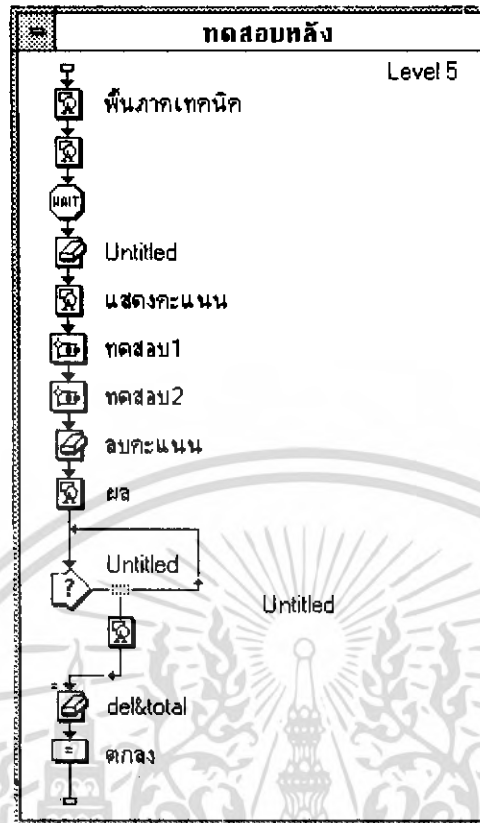 ทดสอบหลัง
Level 5
พื้นภาคเทคนิค
WAIT
Untitled
แสดงคะแนน
ทดสอบ1
ทดสอบ2
ลบคะแนน
ผล
Untitled
?
Untitled
=
del&total
=
ตกลง